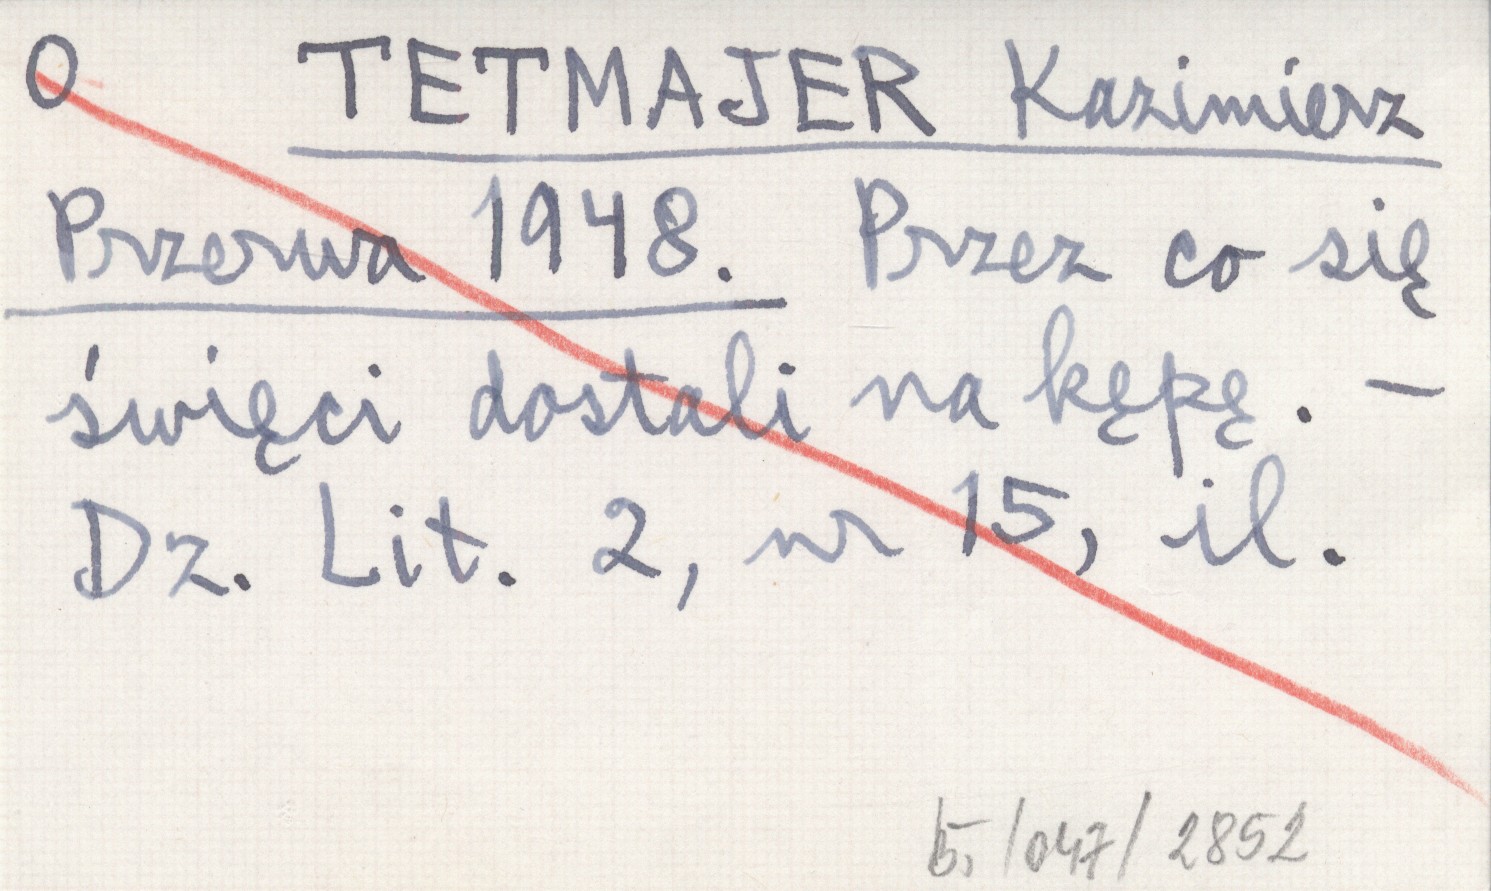 O TETMAJER Kazimierz
Przerwa 1948. Przez co się
święci dostali na kępę. —
Dz. Lit. 2, nr 15, il.
5, /047/ 2852